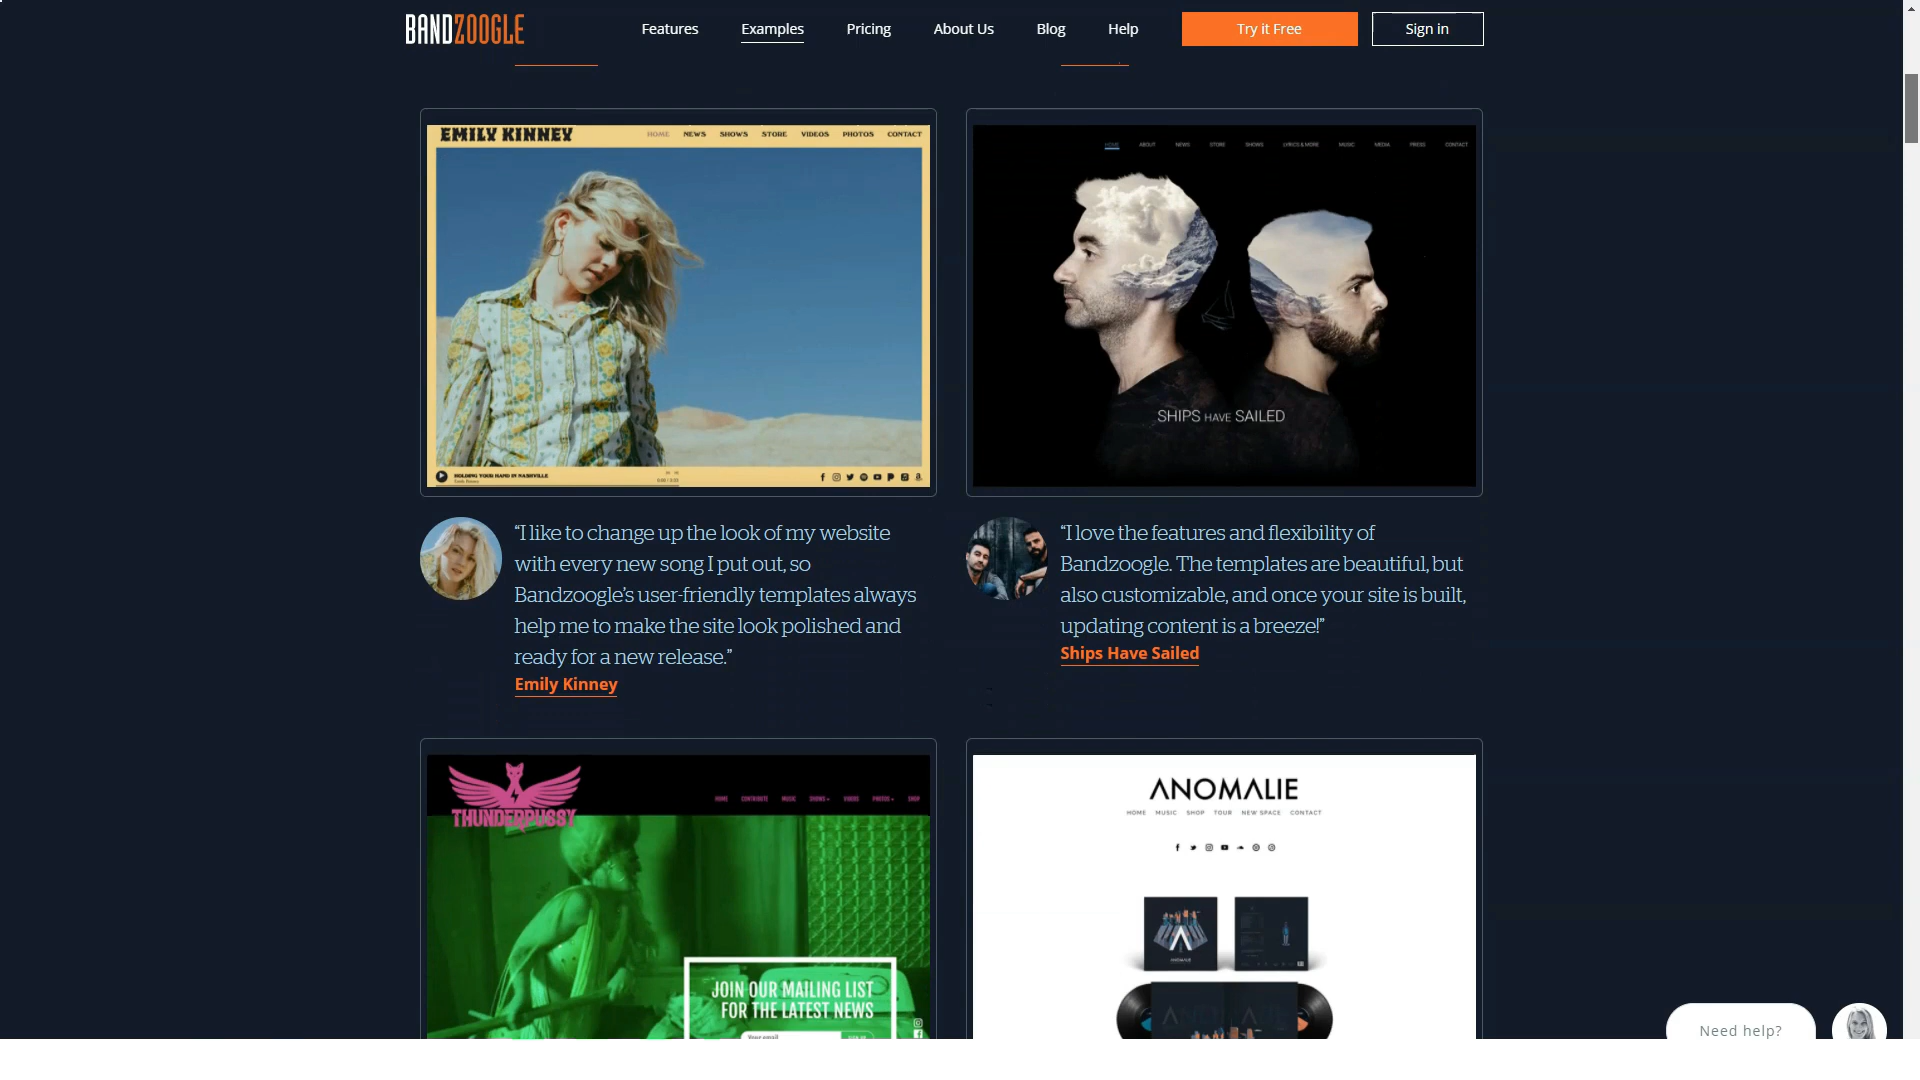 BANDZOOGLE
Features
Examples
Pricing
About Us
Blog
Help
Try it Free
Sign in
EMILY KINNEY
HOME NEWS SHOWS STORE VIDEOS PHOTOS CONTACT
HOLDING YOUR HAND IN NASHVILLE
Emily Kinney
HOME ABOUT NEWS STORE SHOWS LYRICS & MORE MUSIC MEDIA PRESS CONTACT
SHIPS HAVE SAILED
“I like to change up the look of my website
with every new song I put out, so
Bandzoogle’s user-friendly templates always
help me to make the site look polished and
ready for a new release.”
Emily Kinney
“I love the features and flexibility of
Bandzoogle. The templates are beautiful, but
also customizable, and once your site is built,
updating content is a breeze!”
Ships Have Sailed
THUNDERPUSSY
HOME CONTRIBUTE MUSIC SHOWS VIDEOS PHOTOS SHOP
JOIN OUR MAILING LIST
FOR THE LATEST NEWS
Your email
ANOMALIE
HOME MUSIC SHOP TOUR NEW SPACE CONTACT
ANOMALIE
Need help?